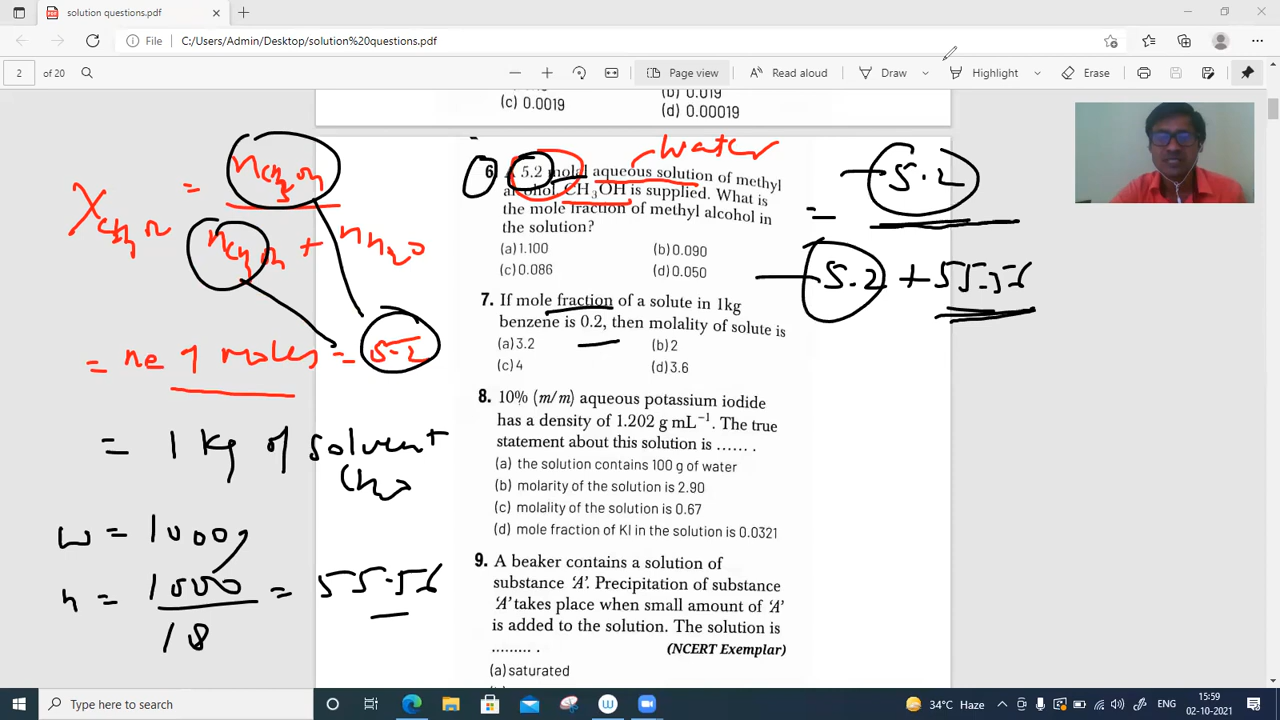 solution questions.pdf
File
C:/Users/Admin/Desktop/solution%20questions.pdf
2
of 20
Page view
Read aloud
Draw
Highlight
Erase
(c) 0.0019
(b) 0.019
(d) 0.00019
water
6. 5.2 molal aqueous solution of methyl
alcohol CH3OH is supplied. What is
the mole fraction of methyl alcohol in
the solution?
(a) 1.100
(b) 0.090
(c) 0.086
(d) 0.050
7. If mole fraction of a solute in 1kg
benzene is 0.2, then molality of solute is
(a) 3.2
(b) 2
(c) 4
(d) 3.6
8. 10% (m/m) aqueous potassium iodide
has a density of 1.202 g mL−1. The true
statement about this solution is ...... .
(a) the solution contains 100 g of water
(b) molarity of the solution is 2.90
(c) molality of the solution is 0.67
(d) mole fraction of KI in the solution is 0.0321
9. A beaker contains a solution of
substance ‘A’. Precipitation of substance
‘A’ takes place when small amount of ‘A’
is added to the solution. The solution is
......... .
(NCERT Exemplar)
(a) saturated
= moles = 5.2
= 1 kg of solvent
w = 1000g
n = 1000 / 18 = 55.56
= 5.2
5.2 + 55.56
Type here to search
34°C Haze
ENG
15:59
02-10-2021